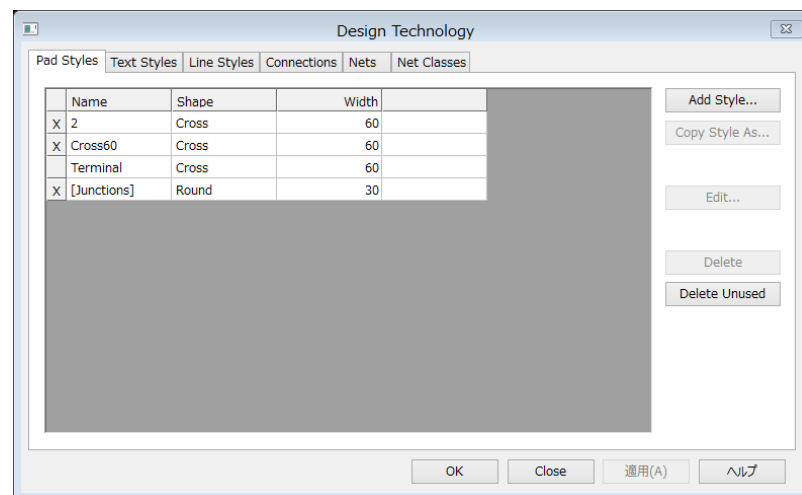 Design Technology
Pad Styles Text Styles Line Styles Connections Nets Net Classes
Name Shape Width
X 2 Cross 60
X Cross60 Cross 60
Terminal Cross 60
X [Junctions] Round 30
Add Style...
Copy Style As...
Edit...
Delete
Delete Unused
OK Close 適用(A) ヘルプ